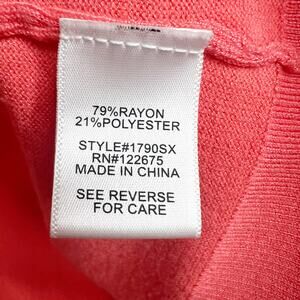 79%RAYON
21%POLYESTER
STYLE#1790SX
RN#122675
MADE IN CHINA
SEE REVERSE
FOR CARE